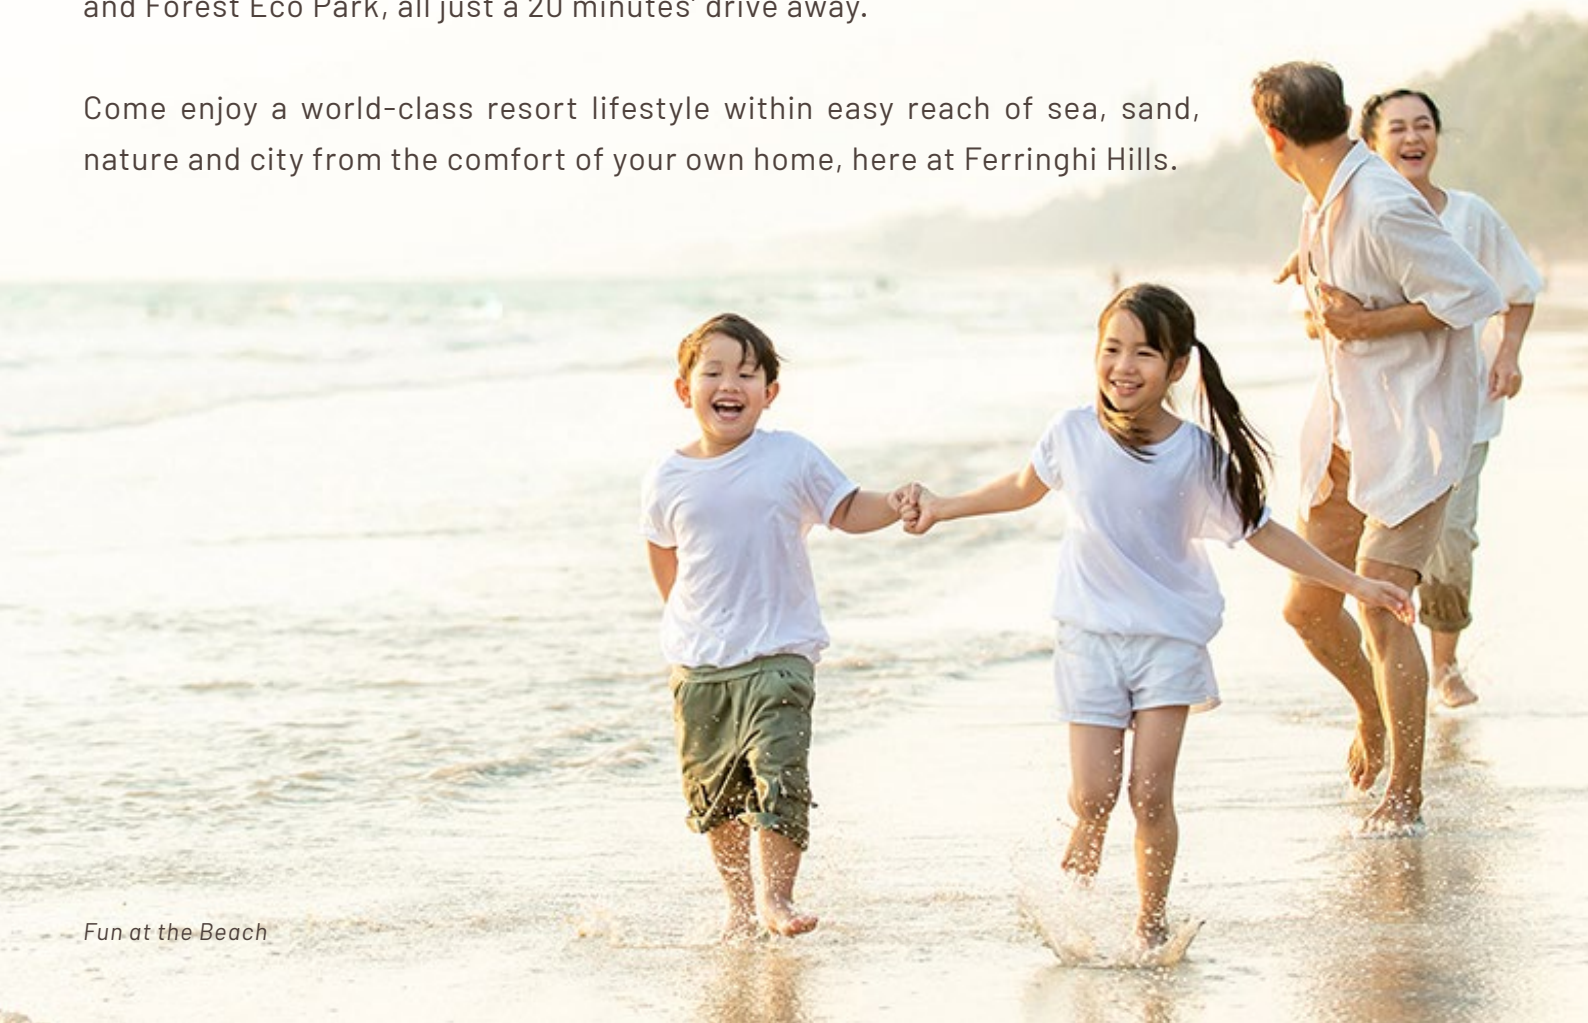 and Forest Eco Park, all just a 20 minutes' drive away.
Come enjoy a world-class resort lifestyle within easy reach of sea, sand,
nature and city from the comfort of your own home, here at Ferringhi Hills.
Fun at the Beach